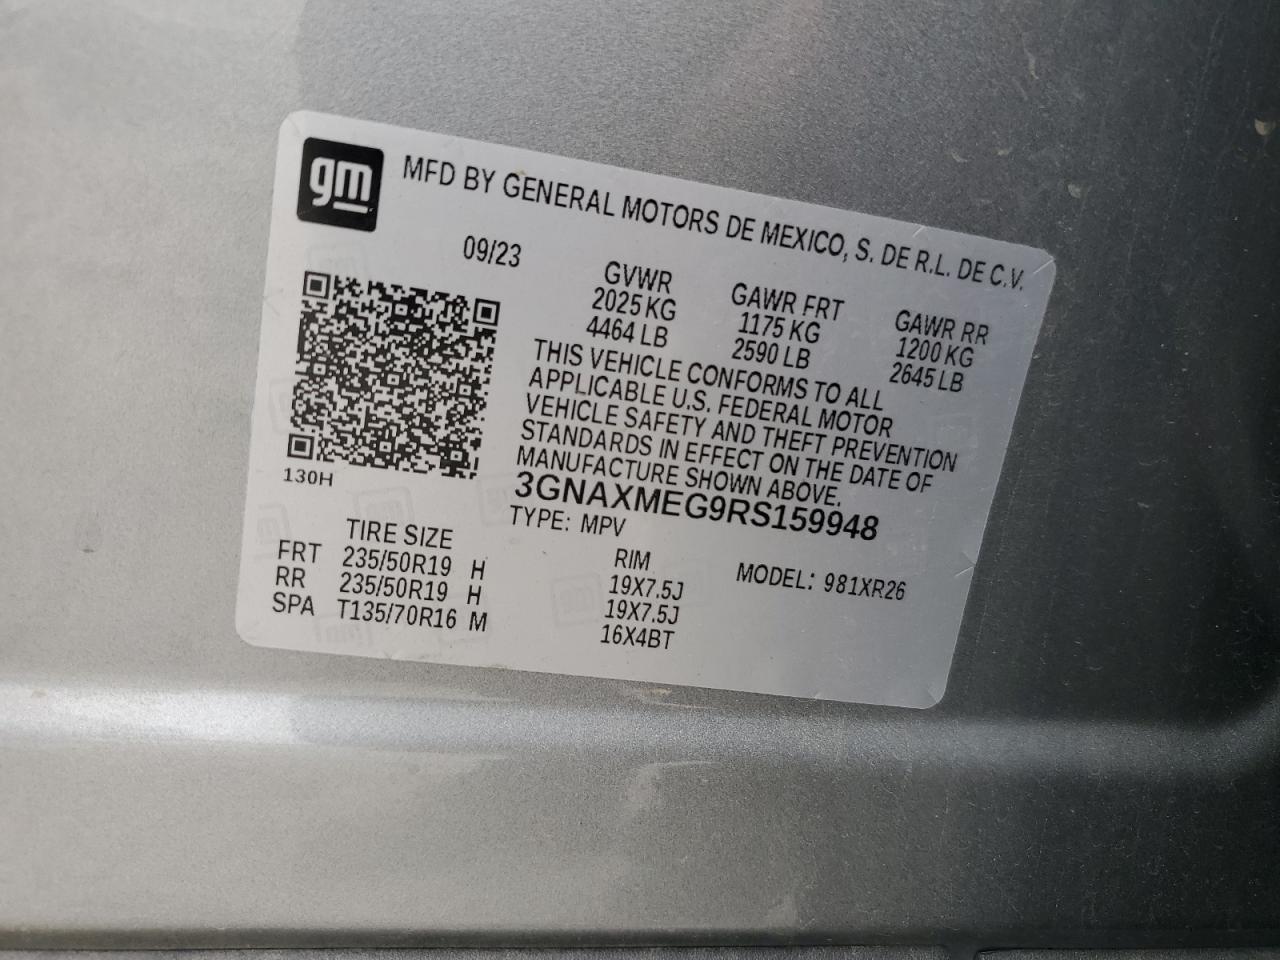 gm
MFD BY GENERAL MOTORS DE MEXICO, S. DE R.L. DE C.V.
09/23
GVWR GAWR FRT GAWR RR
2025 KG 1175 KG 1200 KG
4464 LB 2590 LB 2645 LB
THIS VEHICLE CONFORMS TO ALL
APPLICABLE U.S. FEDERAL MOTOR
VEHICLE SAFETY AND THEFT PREVENTION
STANDARDS IN EFFECT ON THE DATE OF
MANUFACTURE SHOWN ABOVE.
130H
3GNAXMEG9RS159948
TYPE: MPV
MODEL: 981XR26
TIRE SIZE RIM
FRT 235/50R19 H 19X7.5J
RR 235/50R19 H 19X7.5J
SPA T135/70R16 M 16X4BT